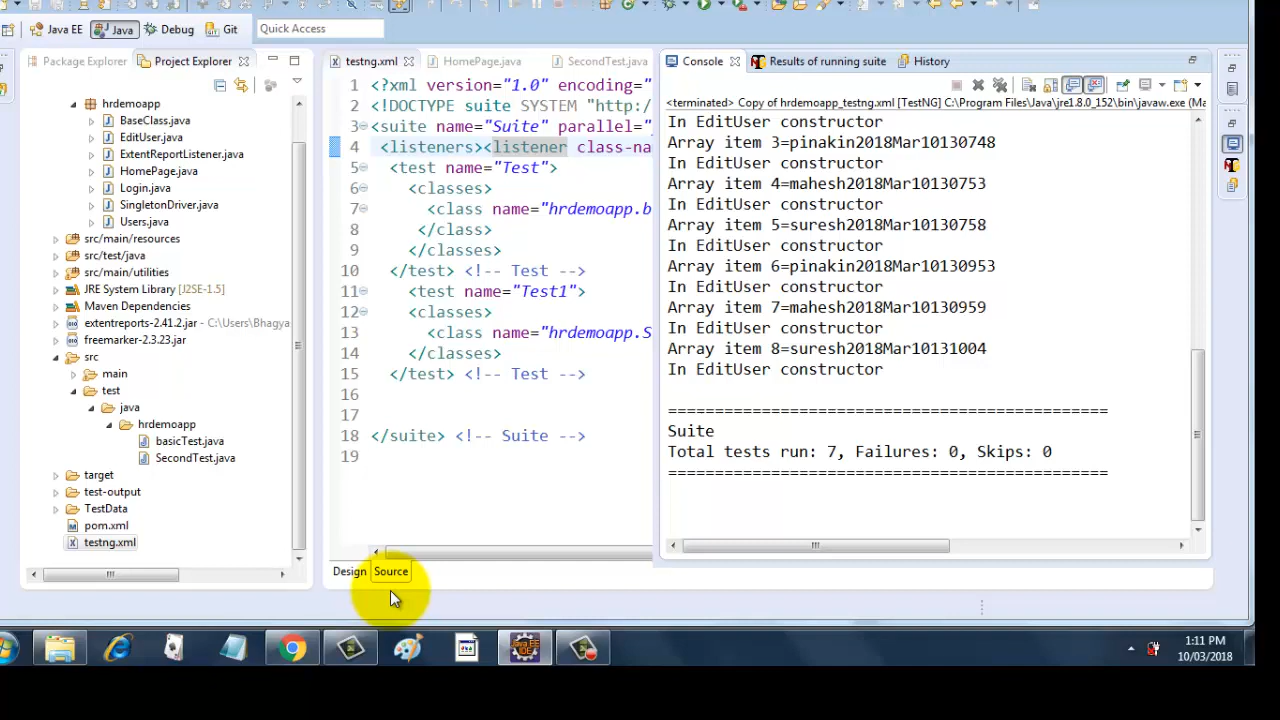 Java EE Java Debug Git Quick Access
Package Explorer Project Explorer
hrdemoapp
BaseClass.java
EditUser.java
ExtentReportListener.java
HomePage.java
Login.java
SingletonDriver.java
Users.java
src/main/resources
src/test/java
src/main/utilities
JRE System Library [J2SE-1.5]
Maven Dependencies
extentreports-2.41.2.jar - C:\Users\Bhagya
freemarker-2.3.23.jar
src
main
test
java
hrdemoapp
basicTest.java
SecondTest.java
target
test-output
TestData
pom.xml
testng.xml
testng.xml HomePage.java SecondTest.java
1 <?xml version="1.0" encoding="
2 <!DOCTYPE suite SYSTEM "http:/
3 <suite name="Suite" parallel="
4 <listeners><listener class-na
5 <test name="Test">
6 <classes>
7 <class name="hrdemoapp.b
8 </class>
9 </classes>
10 </test> <!-- Test -->
11 <test name="Test1">
12 <classes>
13 <class name="hrdemoapp.S
14 </classes>
15 </test> <!-- Test -->
16
17
18 </suite> <!-- Suite -->
19
Design Source
Console Results of running suite History
<terminated> Copy of hrdemoapp_testng.xml [TestNG] C:\Program Files\Java\jre1.8.0_152\bin\javaw.exe (Ma
In EditUser constructor
Array item 3=pinakin2018Mar10130748
In EditUser constructor
Array item 4=mahesh2018Mar10130753
In EditUser constructor
Array item 5=suresh2018Mar10130758
In EditUser constructor
Array item 6=pinakin2018Mar10130953
In EditUser constructor
Array item 7=mahesh2018Mar10130959
In EditUser constructor
Array item 8=suresh2018Mar10131004
In EditUser constructor
===============================================
Suite
Total tests run: 7, Failures: 0, Skips: 0
===============================================
Java EE
IDE
1:11 PM
10/03/2018